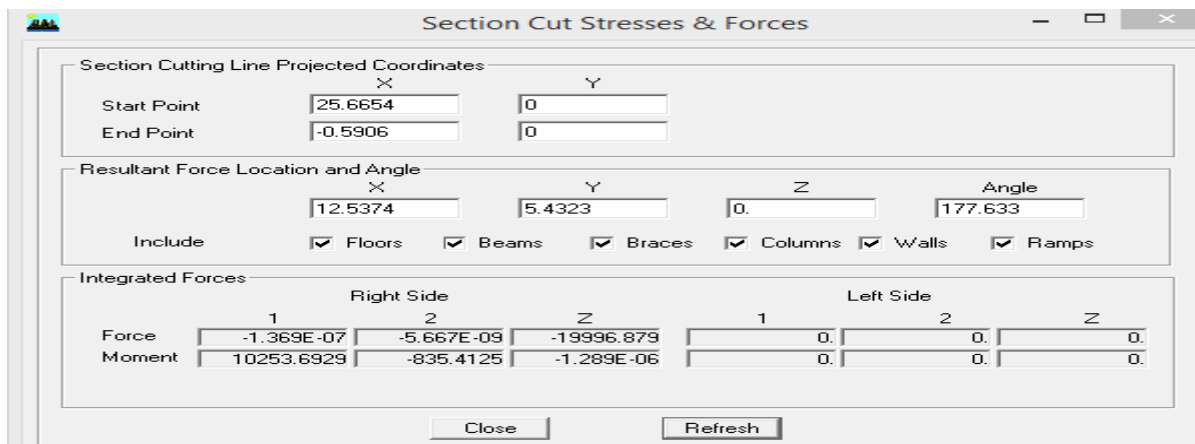 Section Cut Stresses & Forces
Section Cutting Line Projected Coordinates
X Y
Start Point 25.6654 0
End Point -0.5906 0
Resultant Force Location and Angle
X Y Z Angle
12.5374 5.4323 0. 177.633
Include Floors Beams Braces Columns Walls Ramps
Integrated Forces
Right Side Left Side
1 2 Z 1 2 Z
Force -1.369E-07 -5.667E-09 -19996.879 0. 0. 0.
Moment 10253.6929 -835.4125 -1.289E-06 0. 0. 0.
Close Refresh